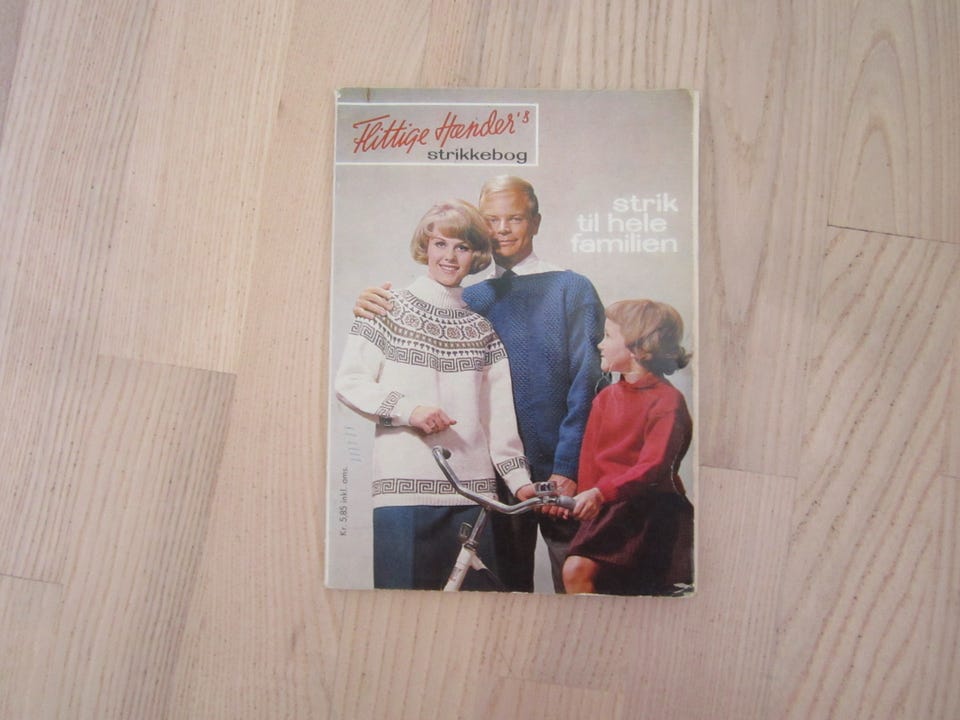 Flittige Hænder's
strikkebog
strik
til hele
familien
Kr. 5,85 inkl. oms.